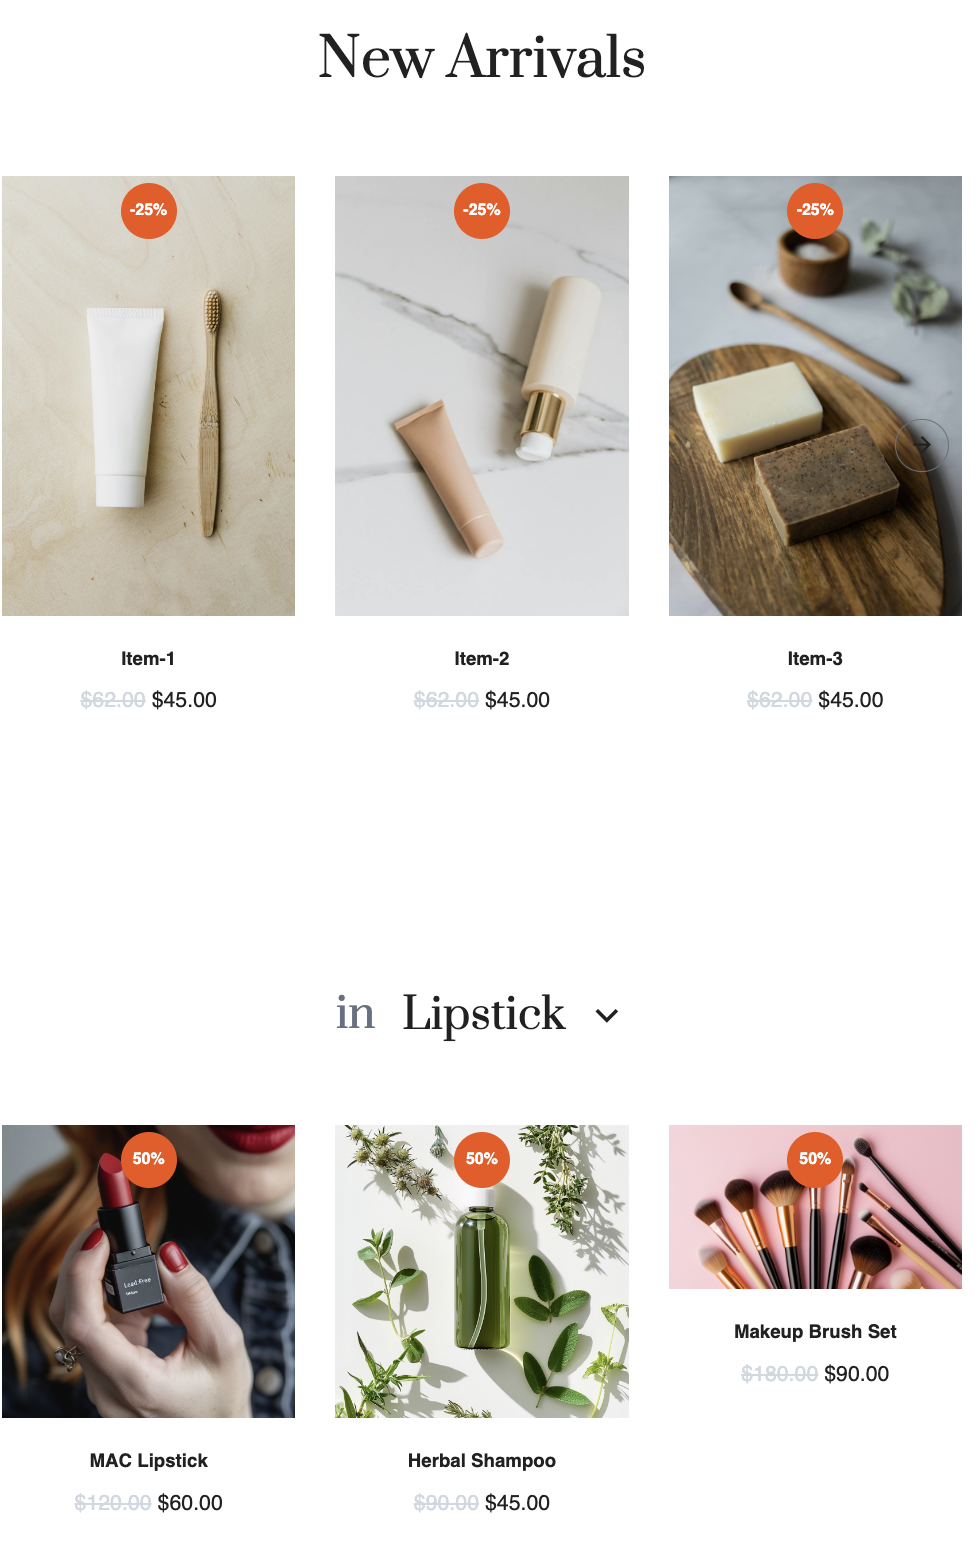 New Arrivals
-25%
-25%
-25%
Item-1
$62.00 $45.00
Item-2
$62.00 $45.00
Item-3
$62.00 $45.00
in Lipstick
50%
50%
50%
Lead Free
MAC Lipstick
$120.00 $60.00
Herbal Shampoo
$90.00 $45.00
Makeup Brush Set
$180.00 $90.00